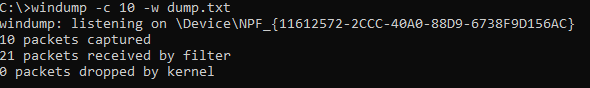 C:\>windump -c 10 -w dump.txt
windump: listening on \Device\NPF_{11612572-2CCC-40A0-88D9-6738F9D156AC}
10 packets captured
21 packets received by filter
0 packets dropped by kernel